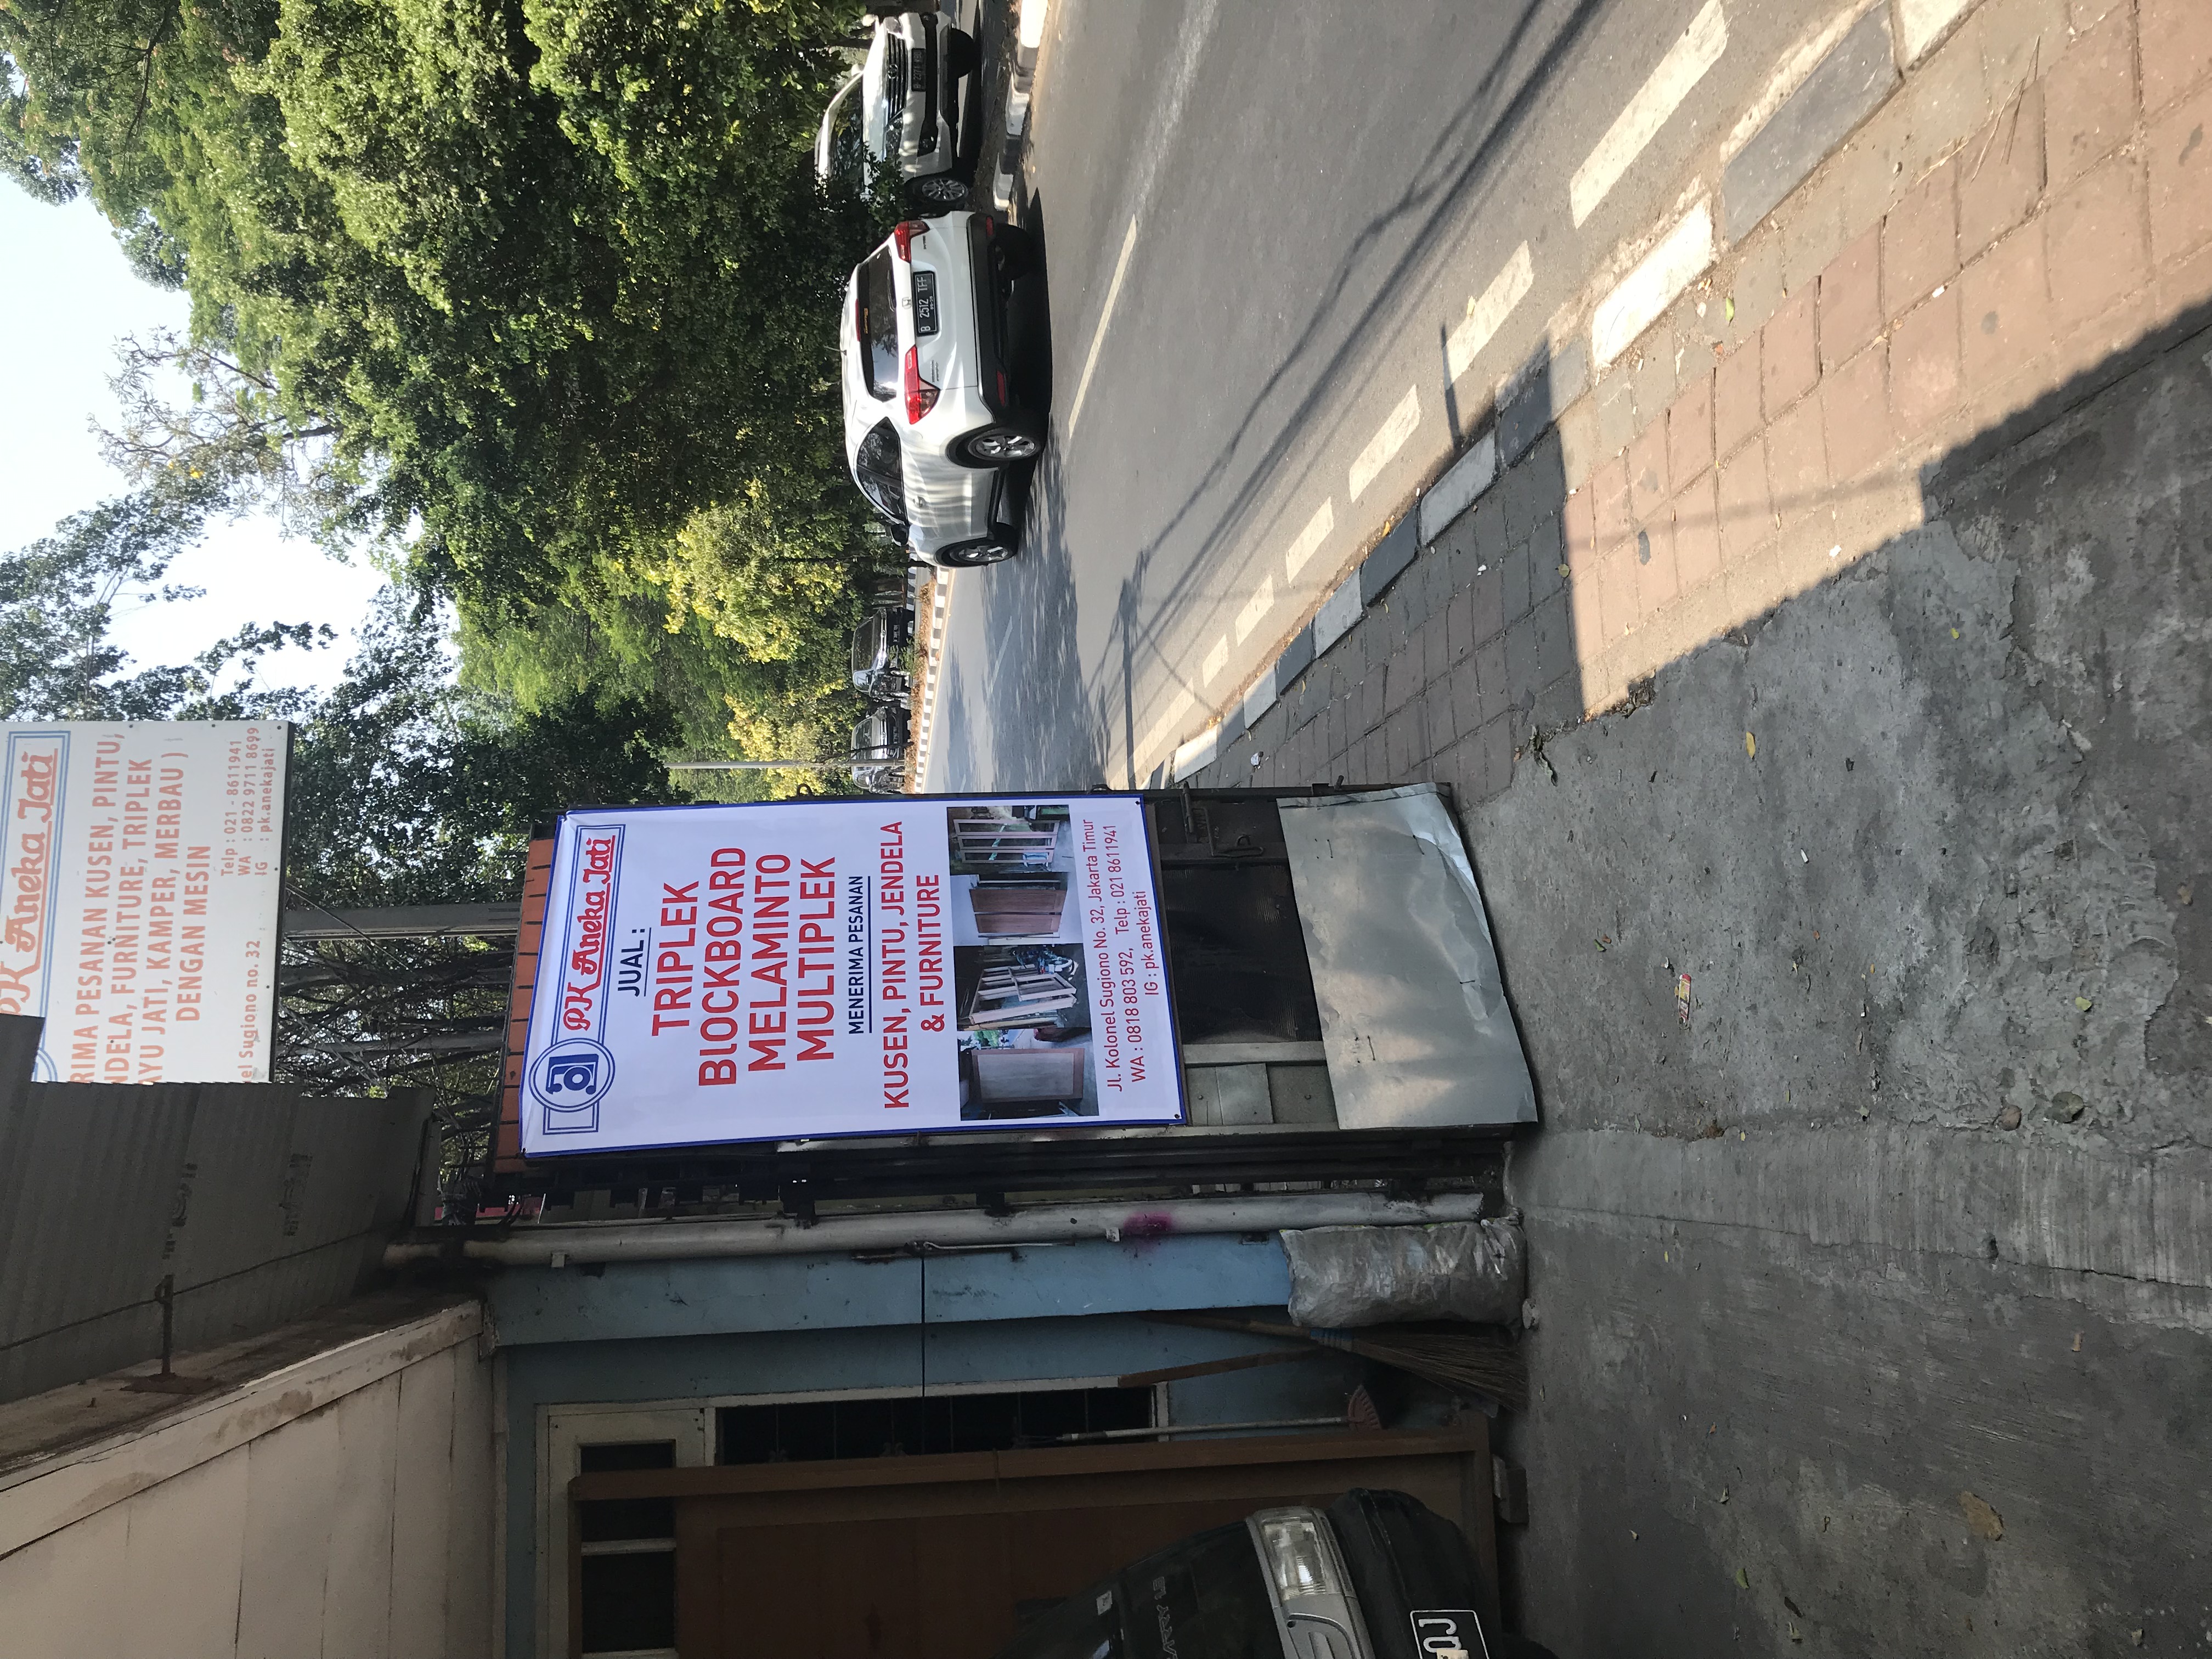 PK Aneka Jati
RIMA PESANAN KUSEN, PINTU,
NDELA, FURNITURE, TRIPLEK
AYU JATI, KAMPER, MERBAU )
DENGAN MESIN
Telp : 021 - 8611941
el Sugiono no. 32
WA : 0822 9711 8699
IG : pk.anekajati
PK Aneka Jati
JUAL :
TRIPLEK
BlOCKBOARD
MELAMINTO
MULTIPLEK
MENERIMA PESANAN
KUSEN, PINTU, JENDELA
& FURNITURE
Jl. Kolonel Sugiono No. 32, Jakarta Timur
WA : 0818 803 592, Telp : 021 8611941
IG : pk.anekajati
B 2512 TFF
ARRY 1.5
QJ